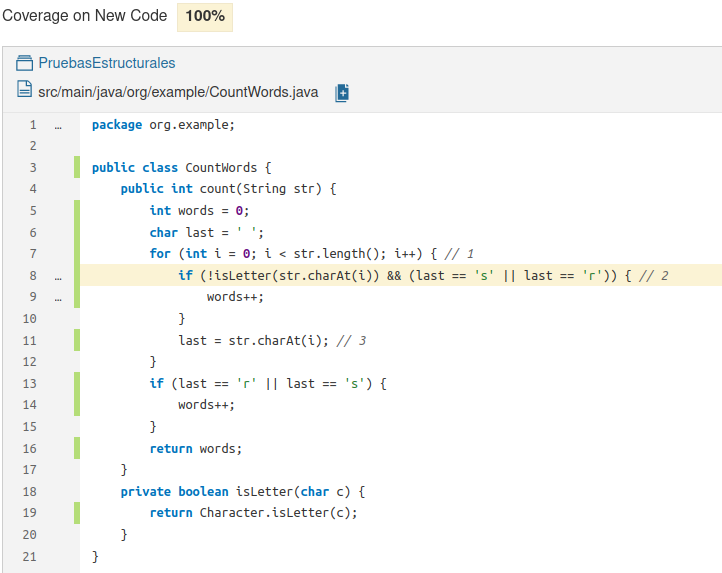 Coverage on New Code 100%
PruebasEstructurales
src/main/java/org/example/CountWords.java
1 … package org.example;
2
3 public class CountWords {
4 public int count(String str) {
5 int words = 0;
6 char last = ' ';
7 for (int i = 0; i < str.length(); i++) { // 1
8 … if (!isLetter(str.charAt(i)) && (last == 's' || last == 'r')) { // 2
9 … words++;
10 }
11 last = str.charAt(i); // 3
12 }
13 if (last == 'r' || last == 's') {
14 words++;
15 }
16 return words;
17 }
18 private boolean isLetter(char c) {
19 return Character.isLetter(c);
20 }
21 }